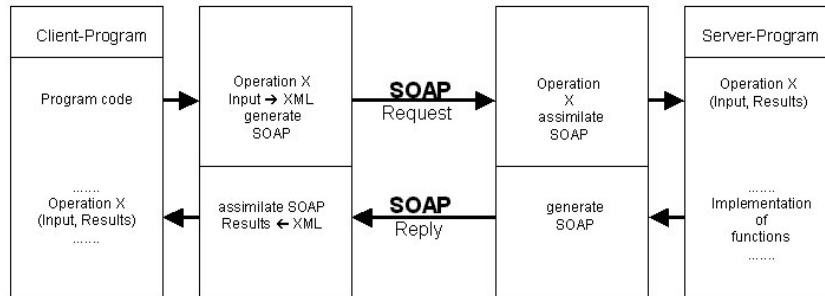 Client-Program
Program code
.......
Operation X
(Input, Results)
.......
Operation X
Input → XML
generate
SOAP
assimilate SOAP
Results ← XML
SOAP
Request
SOAP
Reply
Operation
X
assimilate
SOAP
generate
SOAP
Server-Program
Operation X
(Input, Results)
.......
Implementation
of
functions
.......